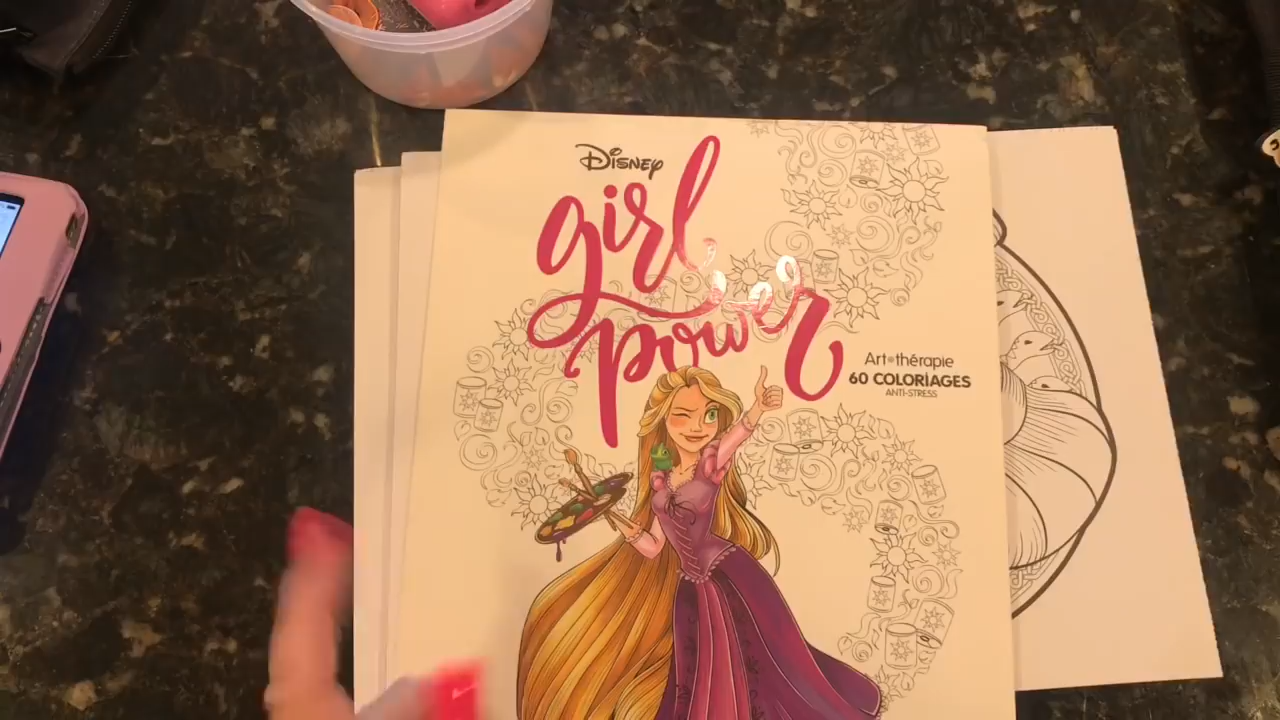 Disney
girl
power
Art•thérapie
60 COLORIAGES
ANTI-STRESS